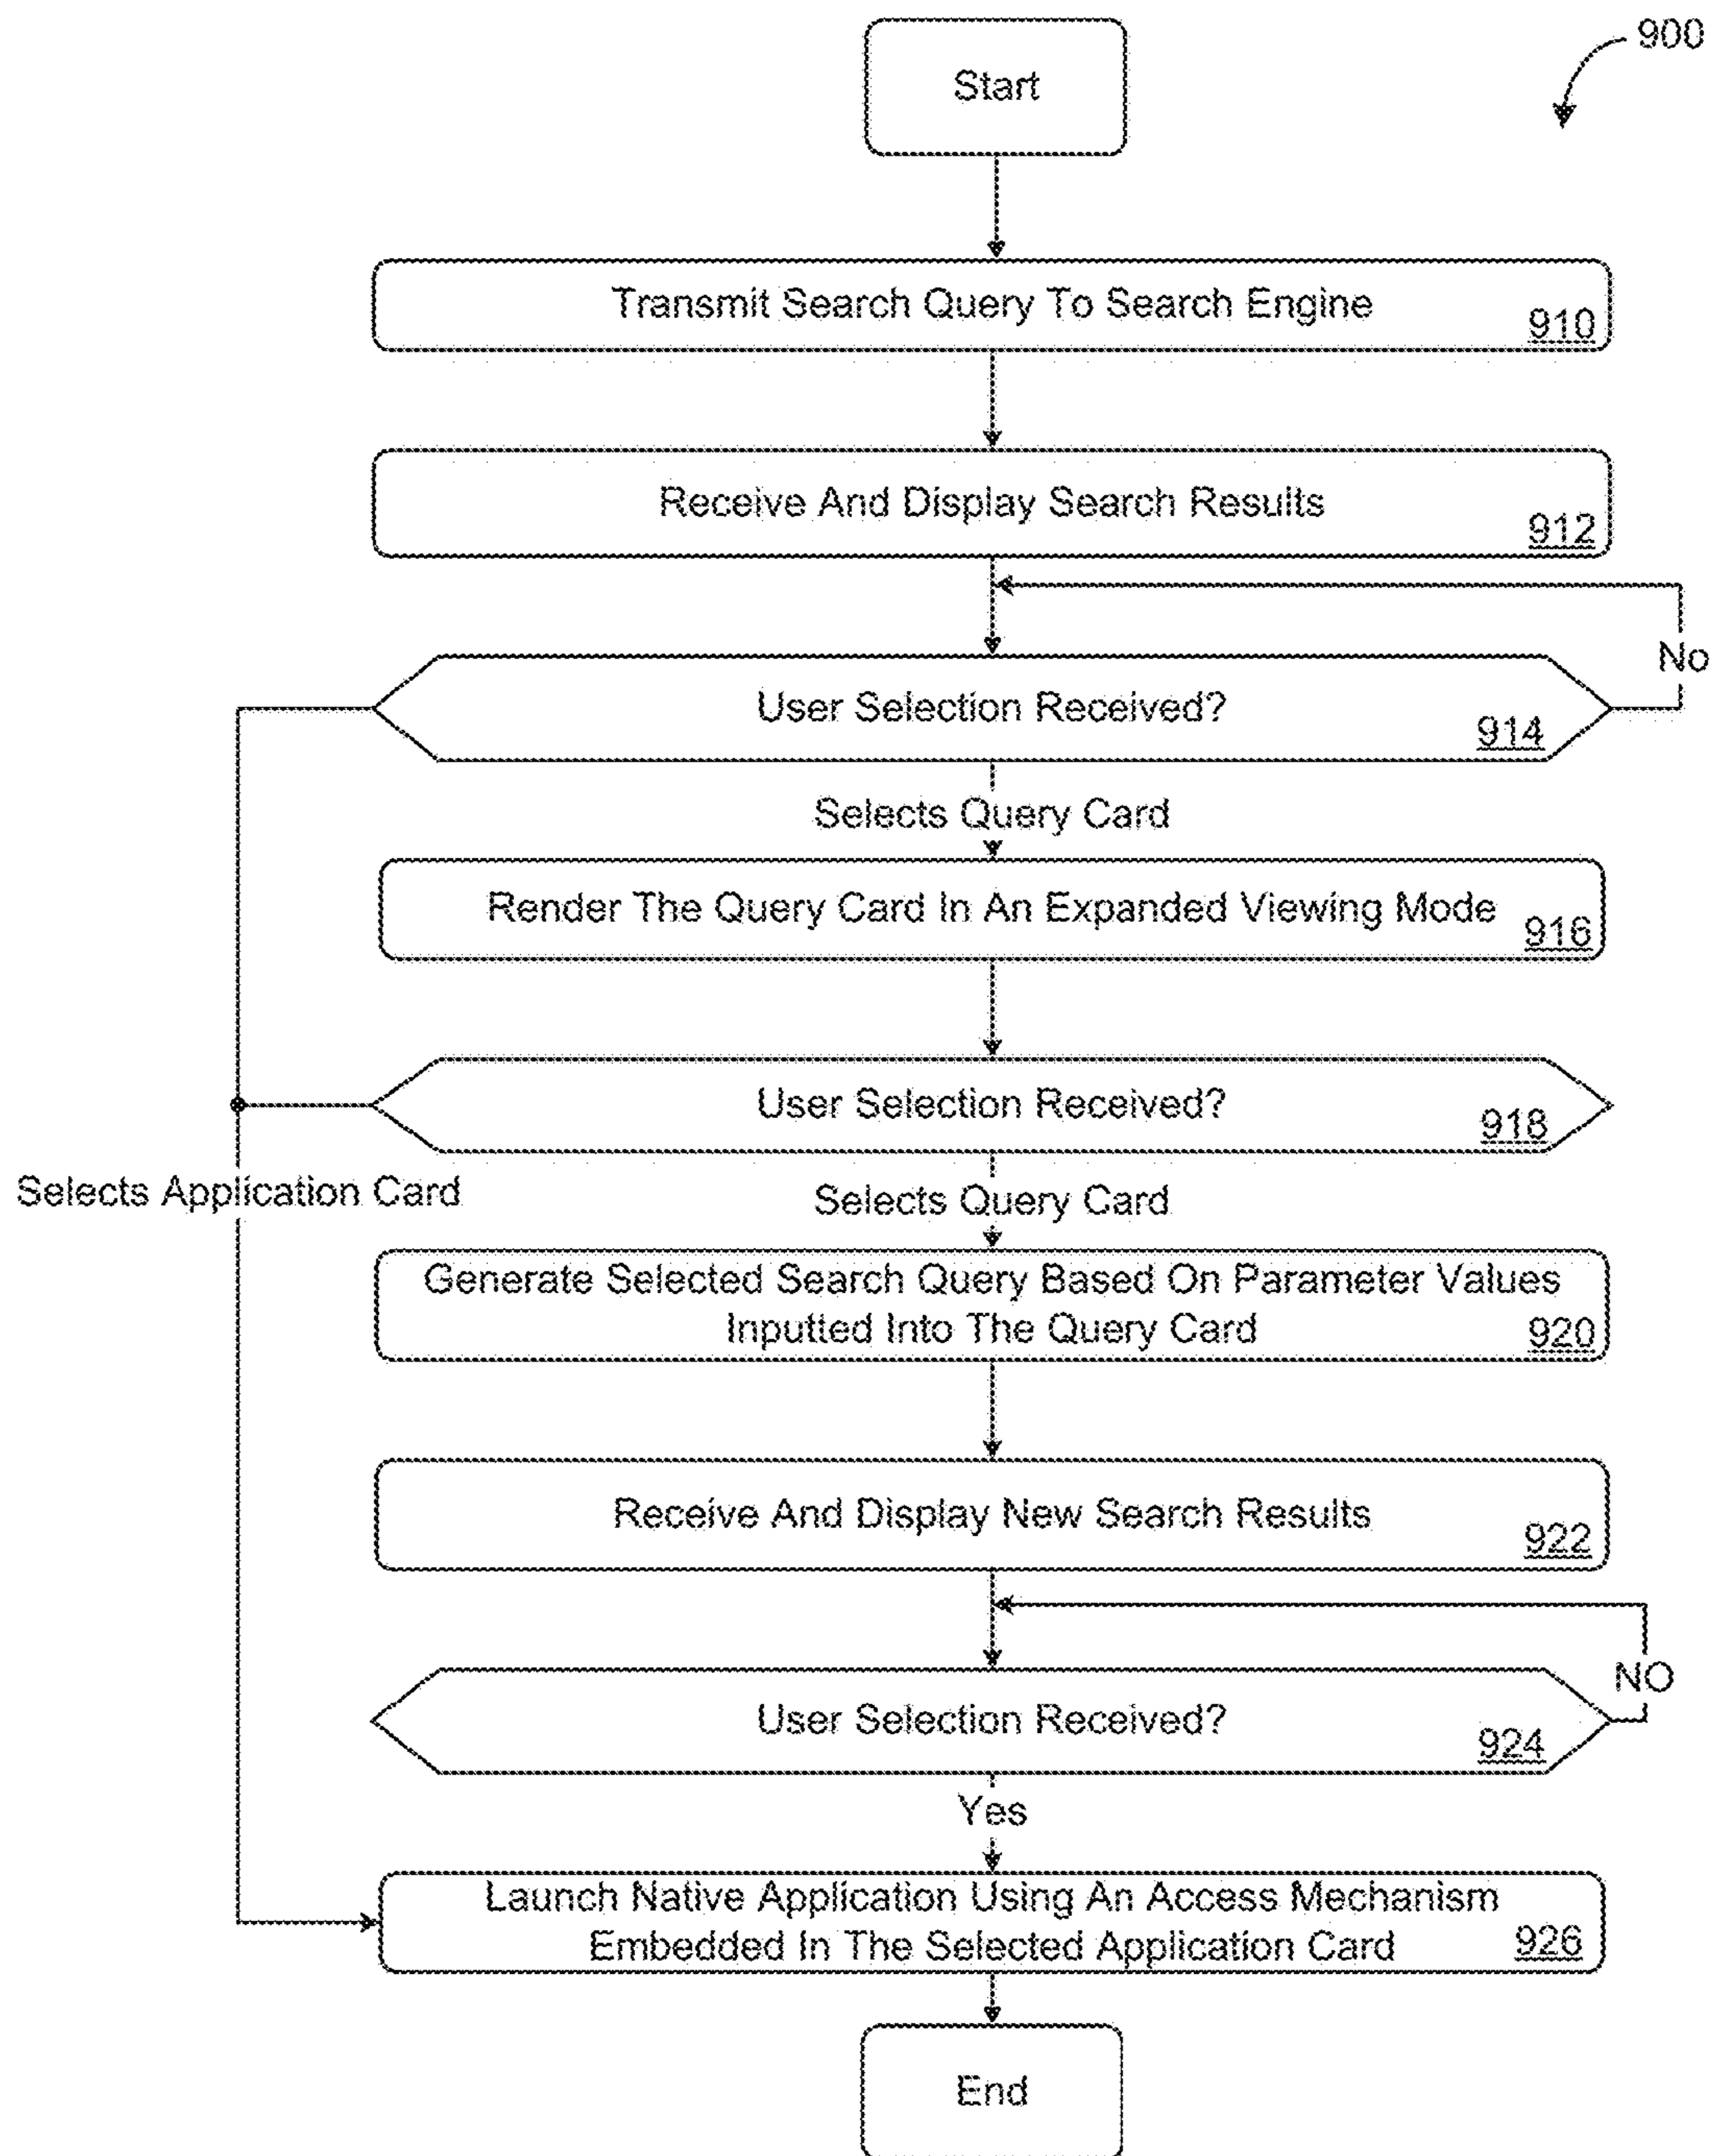 900
Start
Transmit Search Query To Search Engine
910
Receive And Display Search Results
912
No
User Selection Received?
914
Selects Query Card
Render The Query Card In An Expanded Viewing Mode
916
User Selection Received?
918
Selects Application Card
Selects Query Card
Generate Selected Search Query Based On Parameter Values
Inputted Into The Query Card
920
Receive And Display New Search Results
922
NO
User Selection Received?
924
Yes
Launch Native Application Using An Access Mechanism
Embedded In The Selected Application Card
926
End